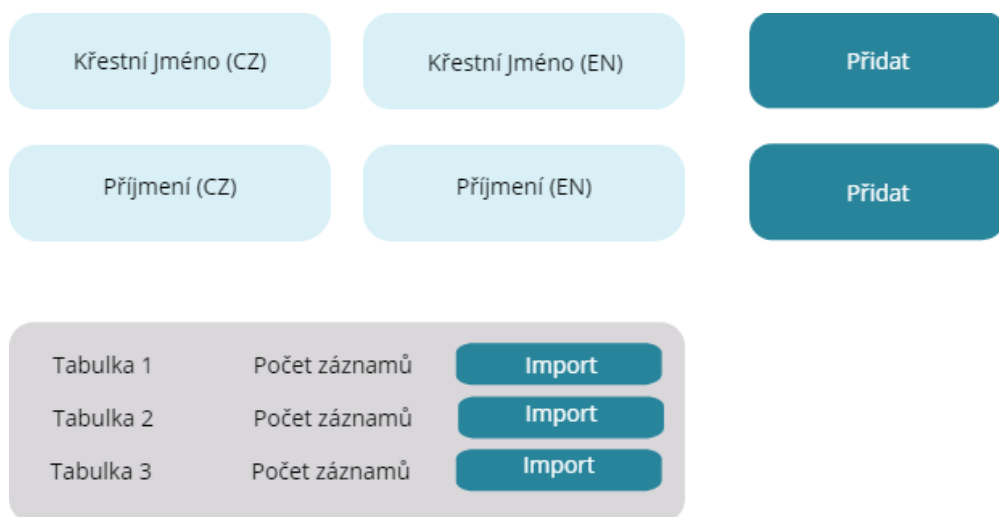 Křestní Jméno (CZ) Křestní Jméno (EN) Přidat
Příjmení (CZ) Příjmení (EN) Přidat
Tabulka 1 Počet záznamů Import
Tabulka 2 Počet záznamů Import
Tabulka 3 Počet záznamů Import